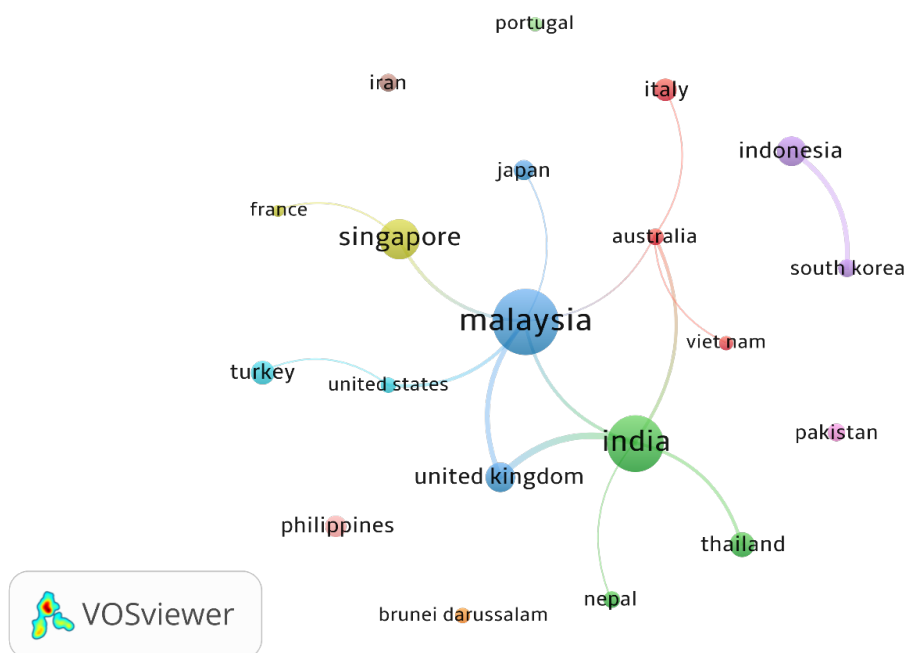 portugal
iran
italy
indonesia
japan
france
singapore
australia
south korea
malaysia
viet nam
turkey
united states
pakistan
india
united kingdom
philippines
thailand
nepal
brunei darussalam
VOSviewer